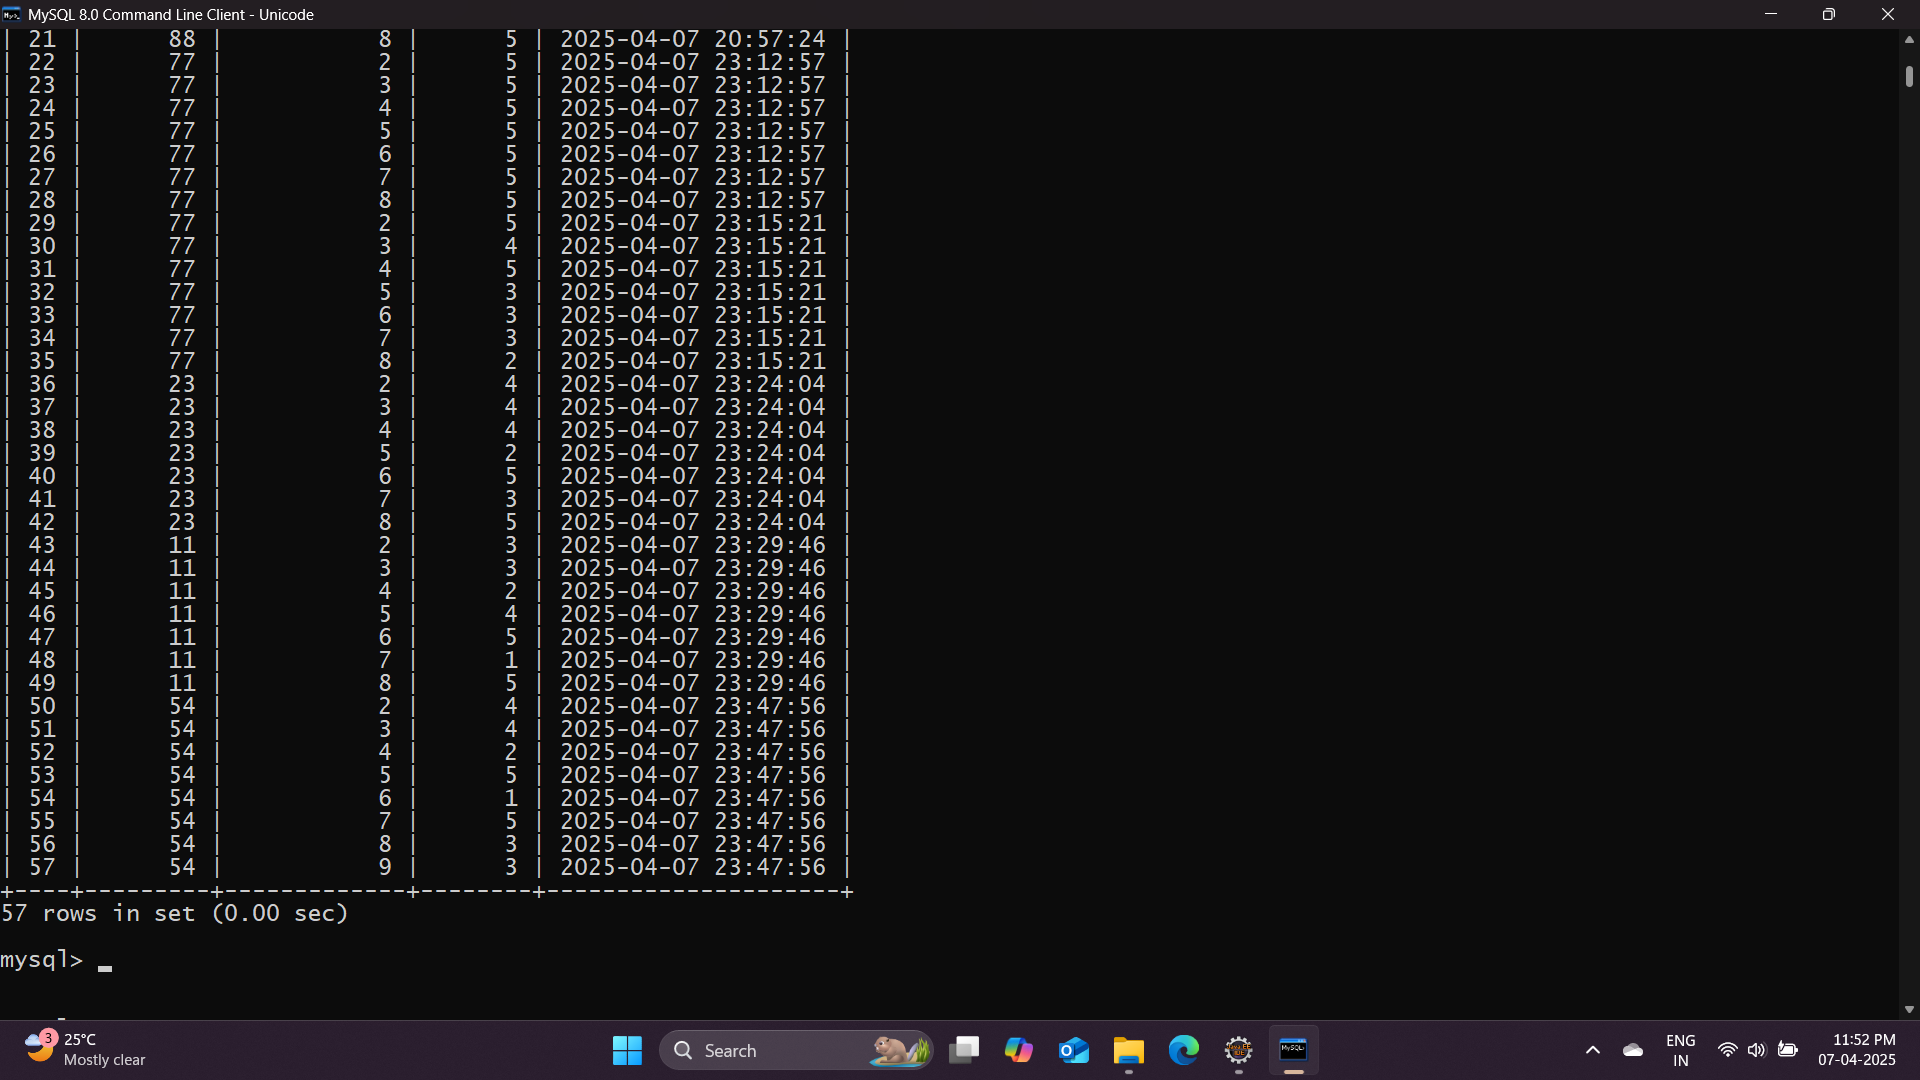 MySQL 8.0 Command Line Client - Unicode
| 21 | 88 | 8 | 5 | 2025-04-07 20:57:24 |
| 22 | 77 | 2 | 5 | 2025-04-07 23:12:57 |
| 23 | 77 | 3 | 5 | 2025-04-07 23:12:57 |
| 24 | 77 | 4 | 5 | 2025-04-07 23:12:57 |
| 25 | 77 | 5 | 5 | 2025-04-07 23:12:57 |
| 26 | 77 | 6 | 5 | 2025-04-07 23:12:57 |
| 27 | 77 | 7 | 5 | 2025-04-07 23:12:57 |
| 28 | 77 | 8 | 5 | 2025-04-07 23:12:57 |
| 29 | 77 | 2 | 5 | 2025-04-07 23:15:21 |
| 30 | 77 | 3 | 4 | 2025-04-07 23:15:21 |
| 31 | 77 | 4 | 5 | 2025-04-07 23:15:21 |
| 32 | 77 | 5 | 3 | 2025-04-07 23:15:21 |
| 33 | 77 | 6 | 3 | 2025-04-07 23:15:21 |
| 34 | 77 | 7 | 3 | 2025-04-07 23:15:21 |
| 35 | 77 | 8 | 2 | 2025-04-07 23:15:21 |
| 36 | 23 | 2 | 4 | 2025-04-07 23:24:04 |
| 37 | 23 | 3 | 4 | 2025-04-07 23:24:04 |
| 38 | 23 | 4 | 4 | 2025-04-07 23:24:04 |
| 39 | 23 | 5 | 2 | 2025-04-07 23:24:04 |
| 40 | 23 | 6 | 5 | 2025-04-07 23:24:04 |
| 41 | 23 | 7 | 3 | 2025-04-07 23:24:04 |
| 42 | 23 | 8 | 5 | 2025-04-07 23:24:04 |
| 43 | 11 | 2 | 3 | 2025-04-07 23:29:46 |
| 44 | 11 | 3 | 3 | 2025-04-07 23:29:46 |
| 45 | 11 | 4 | 2 | 2025-04-07 23:29:46 |
| 46 | 11 | 5 | 4 | 2025-04-07 23:29:46 |
| 47 | 11 | 6 | 5 | 2025-04-07 23:29:46 |
| 48 | 11 | 7 | 1 | 2025-04-07 23:29:46 |
| 49 | 11 | 8 | 5 | 2025-04-07 23:29:46 |
| 50 | 54 | 2 | 4 | 2025-04-07 23:47:56 |
| 51 | 54 | 3 | 4 | 2025-04-07 23:47:56 |
| 52 | 54 | 4 | 2 | 2025-04-07 23:47:56 |
| 53 | 54 | 5 | 5 | 2025-04-07 23:47:56 |
| 54 | 54 | 6 | 1 | 2025-04-07 23:47:56 |
| 55 | 54 | 7 | 5 | 2025-04-07 23:47:56 |
| 56 | 54 | 8 | 3 | 2025-04-07 23:47:56 |
| 57 | 54 | 9 | 3 | 2025-04-07 23:47:56 |
+----+---------+-------------+--------+---------------------+
57 rows in set (0.00 sec)
mysql> _
3
25°C
Mostly clear
Search
MySQL
ENG
IN
11:52 PM
07-04-2025